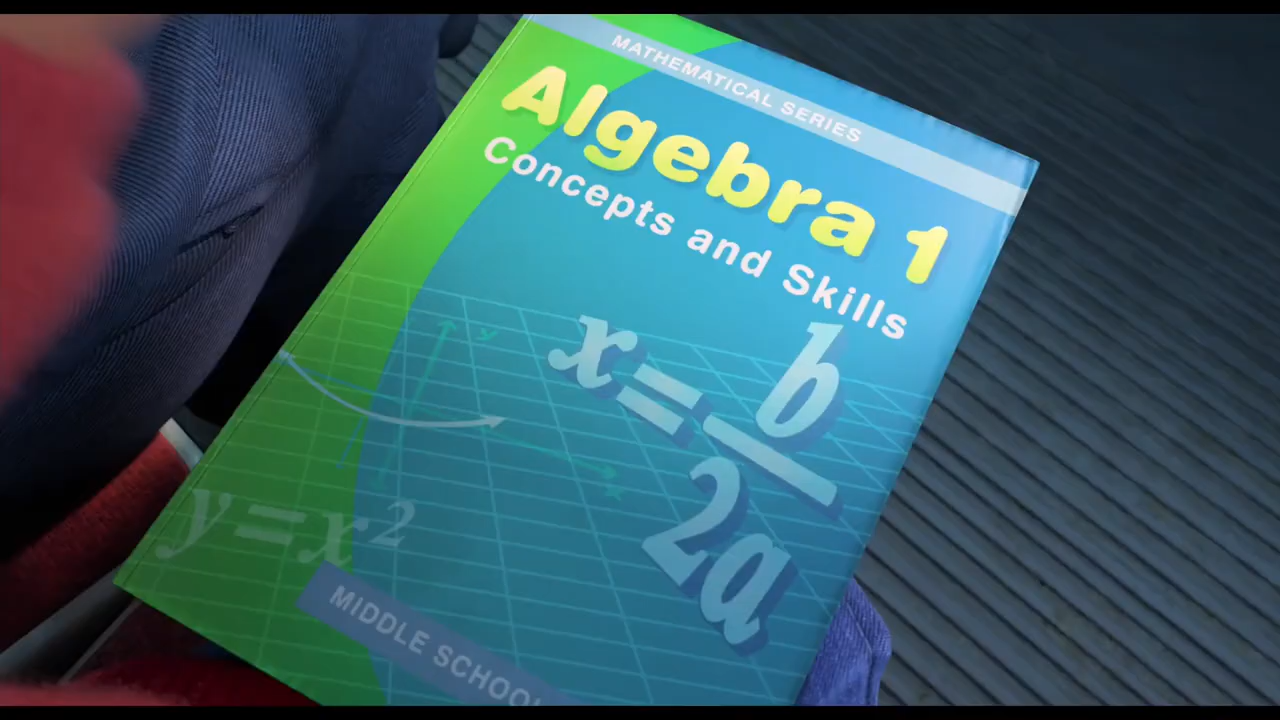 MATHEMATICAL SERIES
Algebra 1
Concepts and Skills
y
x
x = b/2a
y = x²
MIDDLE SCHOOL